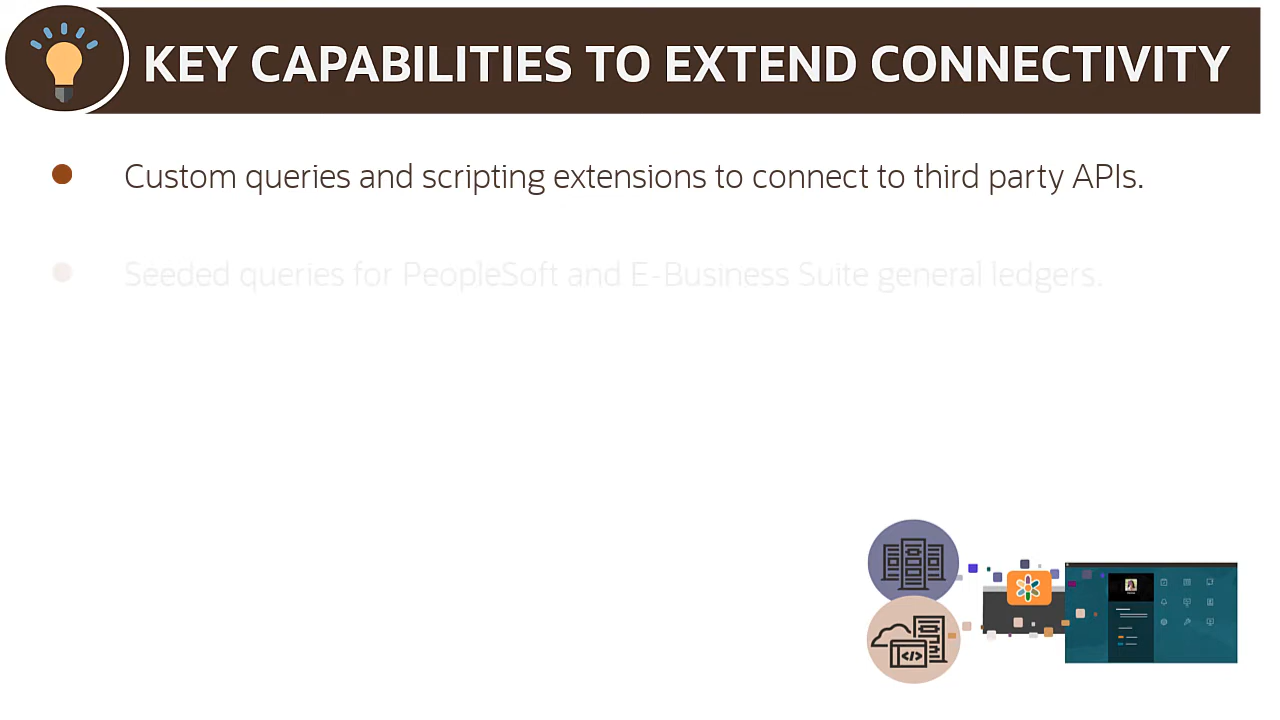 KEY CAPABILITIES TO EXTEND CONNECTIVITY
Custom queries and scripting extensions to connect to third party APIs.
Seeded queries for PeopleSoft and E-Business Suite general ledgers.